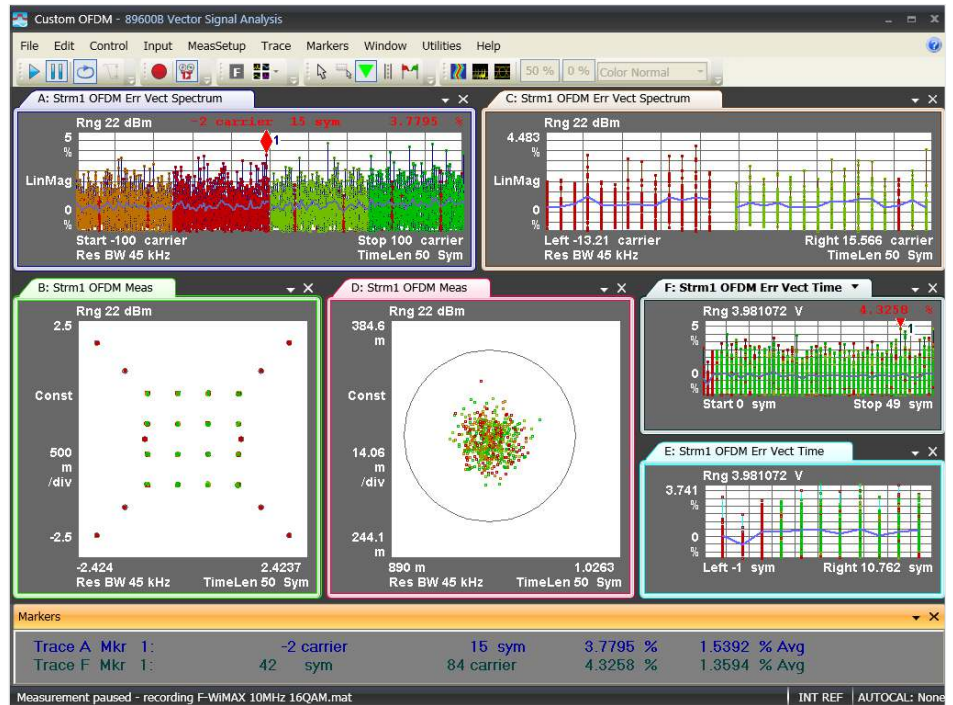 Custom OFDM - 89600B Vector Signal Analysis
File Edit Control Input MeasSetup Trace Markers Window Utilities Help
F 50 % 0 % Color Normal
A: Strm1 OFDM Err Vect Spectrum
Rng 22 dBm -2 carrier 15 sym 3.7795 %
5
%
LinMag
0
%
1
Start -100 carrier Stop 100 carrier
Res BW 45 kHz TimeLen 50 Sym
C: Strm1 OFDM Err Vect Spectrum
Rng 22 dBm
4.483
%
LinMag
0
%
Left -13.21 carrier Right 15.566 carrier
Res BW 45 kHz TimeLen 50 Sym
B: Strm1 OFDM Meas
Rng 22 dBm
2.5
Const
500
m
/div
-2.5
-2.424 2.4237
Res BW 45 kHz TimeLen 50 Sym
D: Strm1 OFDM Meas
Rng 22 dBm
384.6
m
Const
14.06
m
/div
244.1
m
890 m 1.0263
Res BW 45 kHz TimeLen 50 Sym
F: Strm1 OFDM Err Vect Time
Rng 3.981072 V 4.3258 %
5
%
0
%
1
Start 0 sym Stop 49 sym
E: Strm1 OFDM Err Vect Time
Rng 3.981072 V
3.741
%
0
%
Left -1 sym Right 10.762 sym
Markers
Trace A Mkr 1: -2 carrier 15 sym 3.7795 % 1.5392 % Avg
Trace F Mkr 1: 42 sym 84 carrier 4.3258 % 1.3594 % Avg
Measurement paused - recording F-WiMAX 10MHz 16QAM.mat INT REF AUTOCAL: None